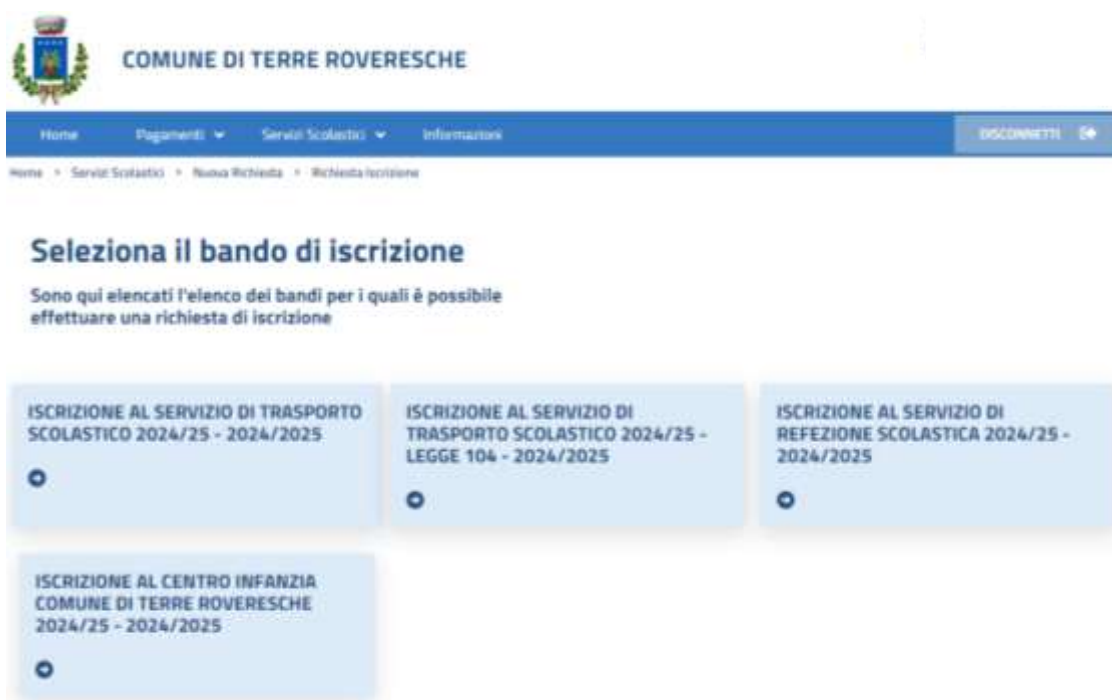 COMUNE DI TERRE ROVERESCHE
Home Pagamenti Servizi Scolastici Informazioni DISCONNETTI
Home > Servizi Scolastici > Nuova Richiesta > Richiesta Iscrizione
Seleziona il bando di iscrizione
Sono qui elencati l'elenco dei bandi per i quali è possibile
effettuare una richiesta di iscrizione
ISCRIZIONE AL SERVIZIO DI TRASPORTO
SCOLASTICO 2024/25 - 2024/2025
ISCRIZIONE AL SERVIZIO DI
TRASPORTO SCOLASTICO 2024/25 -
LEGGE 104 - 2024/2025
ISCRIZIONE AL SERVIZIO DI
REFEZIONE SCOLASTICA 2024/25 -
2024/2025
ISCRIZIONE AL CENTRO INFANZIA
COMUNE DI TERRE ROVERESCHE
2024/25 - 2024/2025